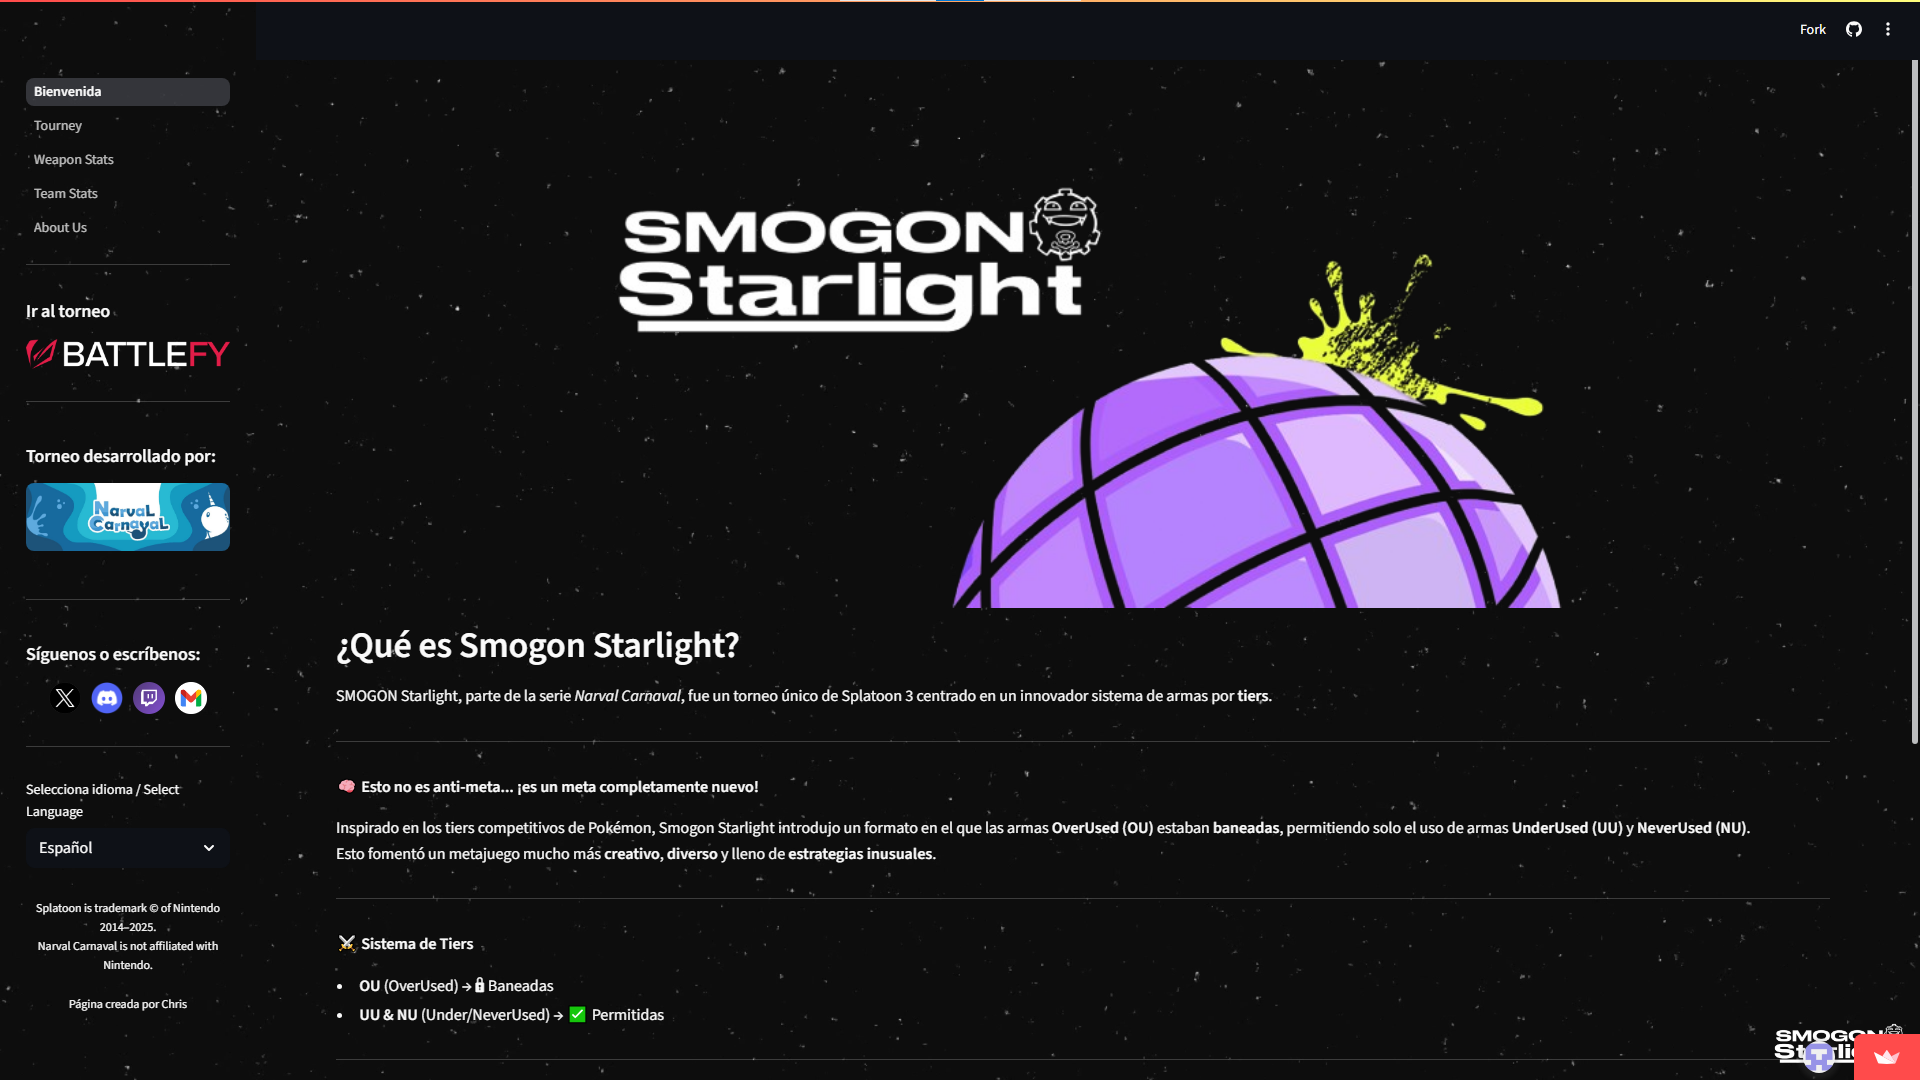 Fork
Bienvenida
Tourney
Weapon Stats
Team Stats
About Us
Ir al torneo
BATTLEFY
Torneo desarrollado por:
Narval
Carnaval
Síguenos o escríbenos:
Selecciona idioma / Select
Language
Español
Splatoon is trademark © of Nintendo
2014–2025.
Narval Carnaval is not affiliated with
Nintendo.
Página creada por Chris
SMOGON
Starlight
¿Qué es Smogon Starlight?
SMOGON Starlight, parte de la serie Narval Carnaval, fue un torneo único de Splatoon 3 centrado en un innovador sistema de armas por tiers.
🧠 Esto no es anti-meta... ¡es un meta completamente nuevo!
Inspirado en los tiers competitivos de Pokémon, Smogon Starlight introdujo un formato en el que las armas OverUsed (OU) estaban baneadas, permitiendo solo el uso de armas UnderUsed (UU) y NeverUsed (NU).
Esto fomentó un metajuego mucho más creativo, diverso y lleno de estrategias inusuales.
⚔️ Sistema de Tiers
• OU (OverUsed) → 🔒 Baneadas
• UU & NU (Under/NeverUsed) → ✅ Permitidas
SMOGON